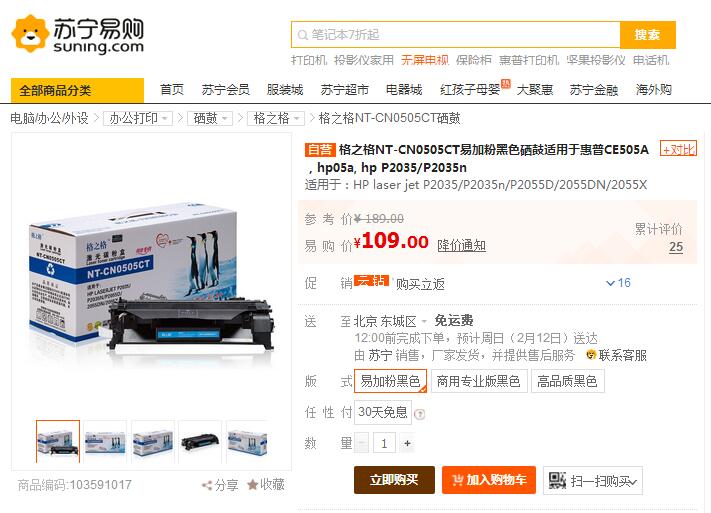 苏宁易购
suning.com
笔记本7折起
搜索
打印机 投影仪家用 无屏电视 保险柜 惠普打印机 坚果投影仪 电话机
全部商品分类 首页 苏宁会员 服装城 苏宁超市 电器城 红孩子母婴 热 大聚惠 苏宁金融 海外购
电脑/办公/外设 > 办公打印 > 硒鼓 > 格之格 > 格之格NT-CN0505CT硒鼓
格之格
激光碳粉盒
Laser toner cartridge
NT-CN0505CT
适用于:
HP LASERJET P2035/
商品编码:103591017
分享 收藏
自营 格之格NT-CN0505CT易加粉黑色硒鼓适用于惠普CE505A
, hp05a, hp P2035/P2035n
+对比
适用于：HP laser jet P2035/P2035n/P2055D/2055DN/2055X
参考价 ¥ 189.00
易购价 ¥109.00 降价通知
累计评价
25
促销 云钻 购买立返 16
送至 北京 东城区 免运费
12:00前完成下单，预计周日（2月12日）送达
由 苏宁 销售，厂家发货，并提供售后服务 联系客服
版式 易加粉黑色 商用专业版黑色 高品质黑色
任性付 30天免息 ?
数量 - 1 +
立即购买 加入购物车 扫一扫购买